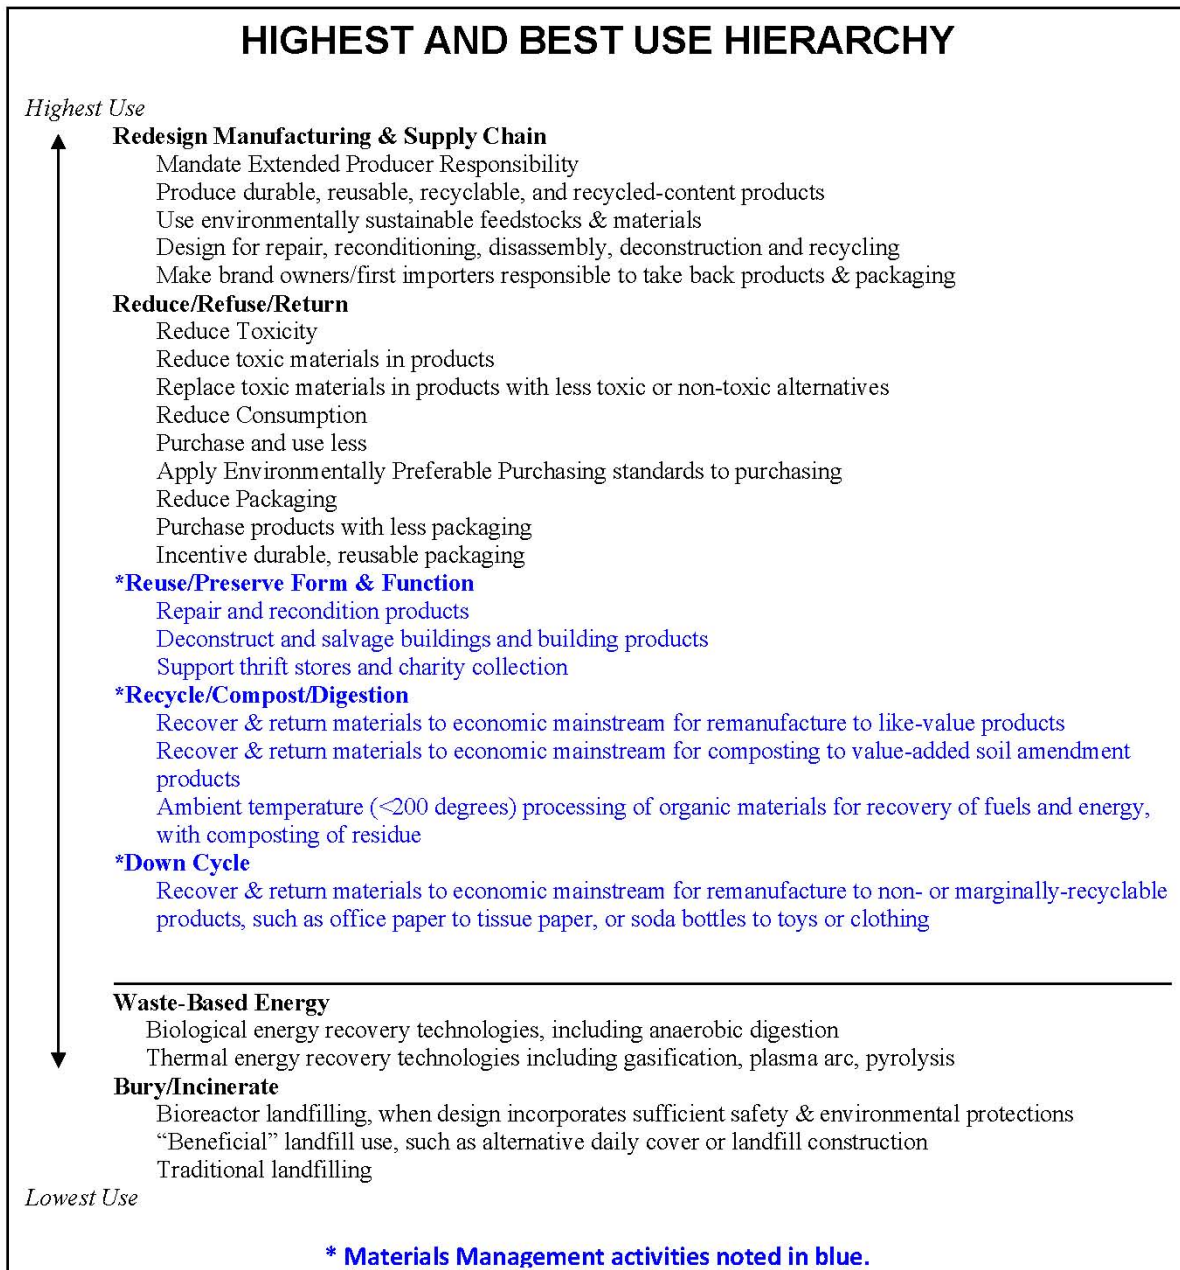 HIGHEST AND BEST USE HIERARCHY
Highest Use
Redesign Manufacturing & Supply Chain
Mandate Extended Producer Responsibility
Produce durable, reusable, recyclable, and recycled-content products
Use environmentally sustainable feedstocks & materials
Design for repair, reconditioning, disassembly, deconstruction and recycling
Make brand owners/first importers responsible to take back products & packaging
Reduce/Refuse/Return
Reduce Toxicity
Reduce toxic materials in products
Replace toxic materials in products with less toxic or non-toxic alternatives
Reduce Consumption
Purchase and use less
Apply Environmentally Preferable Purchasing standards to purchasing
Reduce Packaging
Purchase products with less packaging
Incentive durable, reusable packaging
*Reuse/Preserve Form & Function
Repair and recondition products
Deconstruct and salvage buildings and building products
Support thrift stores and charity collection
*Recycle/Compost/Digestion
Recover & return materials to economic mainstream for remanufacture to like-value products
Recover & return materials to economic mainstream for composting to value-added soil amendment
products
Ambient temperature (<200 degrees) processing of organic materials for recovery of fuels and energy,
with composting of residue
*Down Cycle
Recover & return materials to economic mainstream for remanufacture to non- or marginally-recyclable
products, such as office paper to tissue paper, or soda bottles to toys or clothing
Waste-Based Energy
Biological energy recovery technologies, including anaerobic digestion
Thermal energy recovery technologies including gasification, plasma arc, pyrolysis
Bury/Incinerate
Bioreactor landfilling, when design incorporates sufficient safety & environmental protections
“Beneficial” landfill use, such as alternative daily cover or landfill construction
Traditional landfilling
Lowest Use
* Materials Management activities noted in blue.